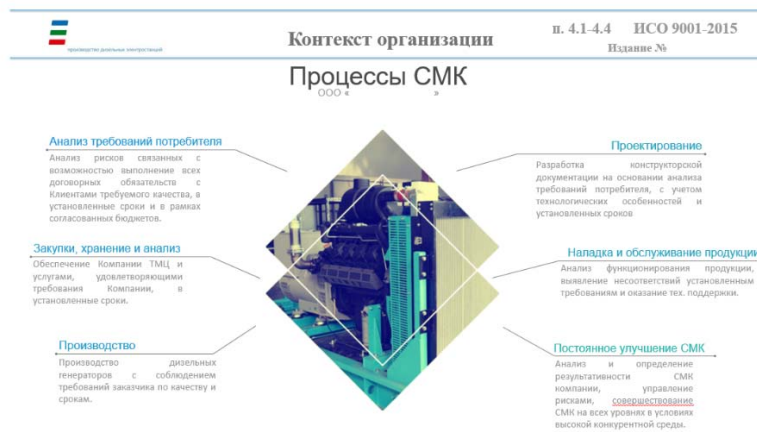 производство дизельных электростанций
Контекст организации
п. 4.1-4.4 ИСО 9001-2015
Издание №
Процессы СМК
ООО « »
Анализ требований потребителя
Анализ рисков связанных с
возможностью выполнение всех
договорных обязательств с
Клиентами требуемого качества, в
установленные сроки и в рамках
согласованных бюджетов.
Закупки, хранение и анализ
Обеспечение Компании ТМЦ и
услугами, удовлетворяющими
требования Компании, в
установленные сроки.
Производство
Производство дизельных
генераторов с соблюдением
требований заказчика по качеству и
срокам.
Проектирование
Разработка конструкторской
документации на основании анализа
требований потребителя, с учетом
технологических особенностей и
установленных сроков
Наладка и обслуживание продукции
Анализ функционирования продукции,
выявление несоответствий установленным
требованиям и оказание тех. поддержки.
Постоянное улучшение СМК
Анализ и определение
результативности СМК
компании, управление
рисками, совершествование
СМК на всех уровнях в условиях
высокой конкурентной среды.